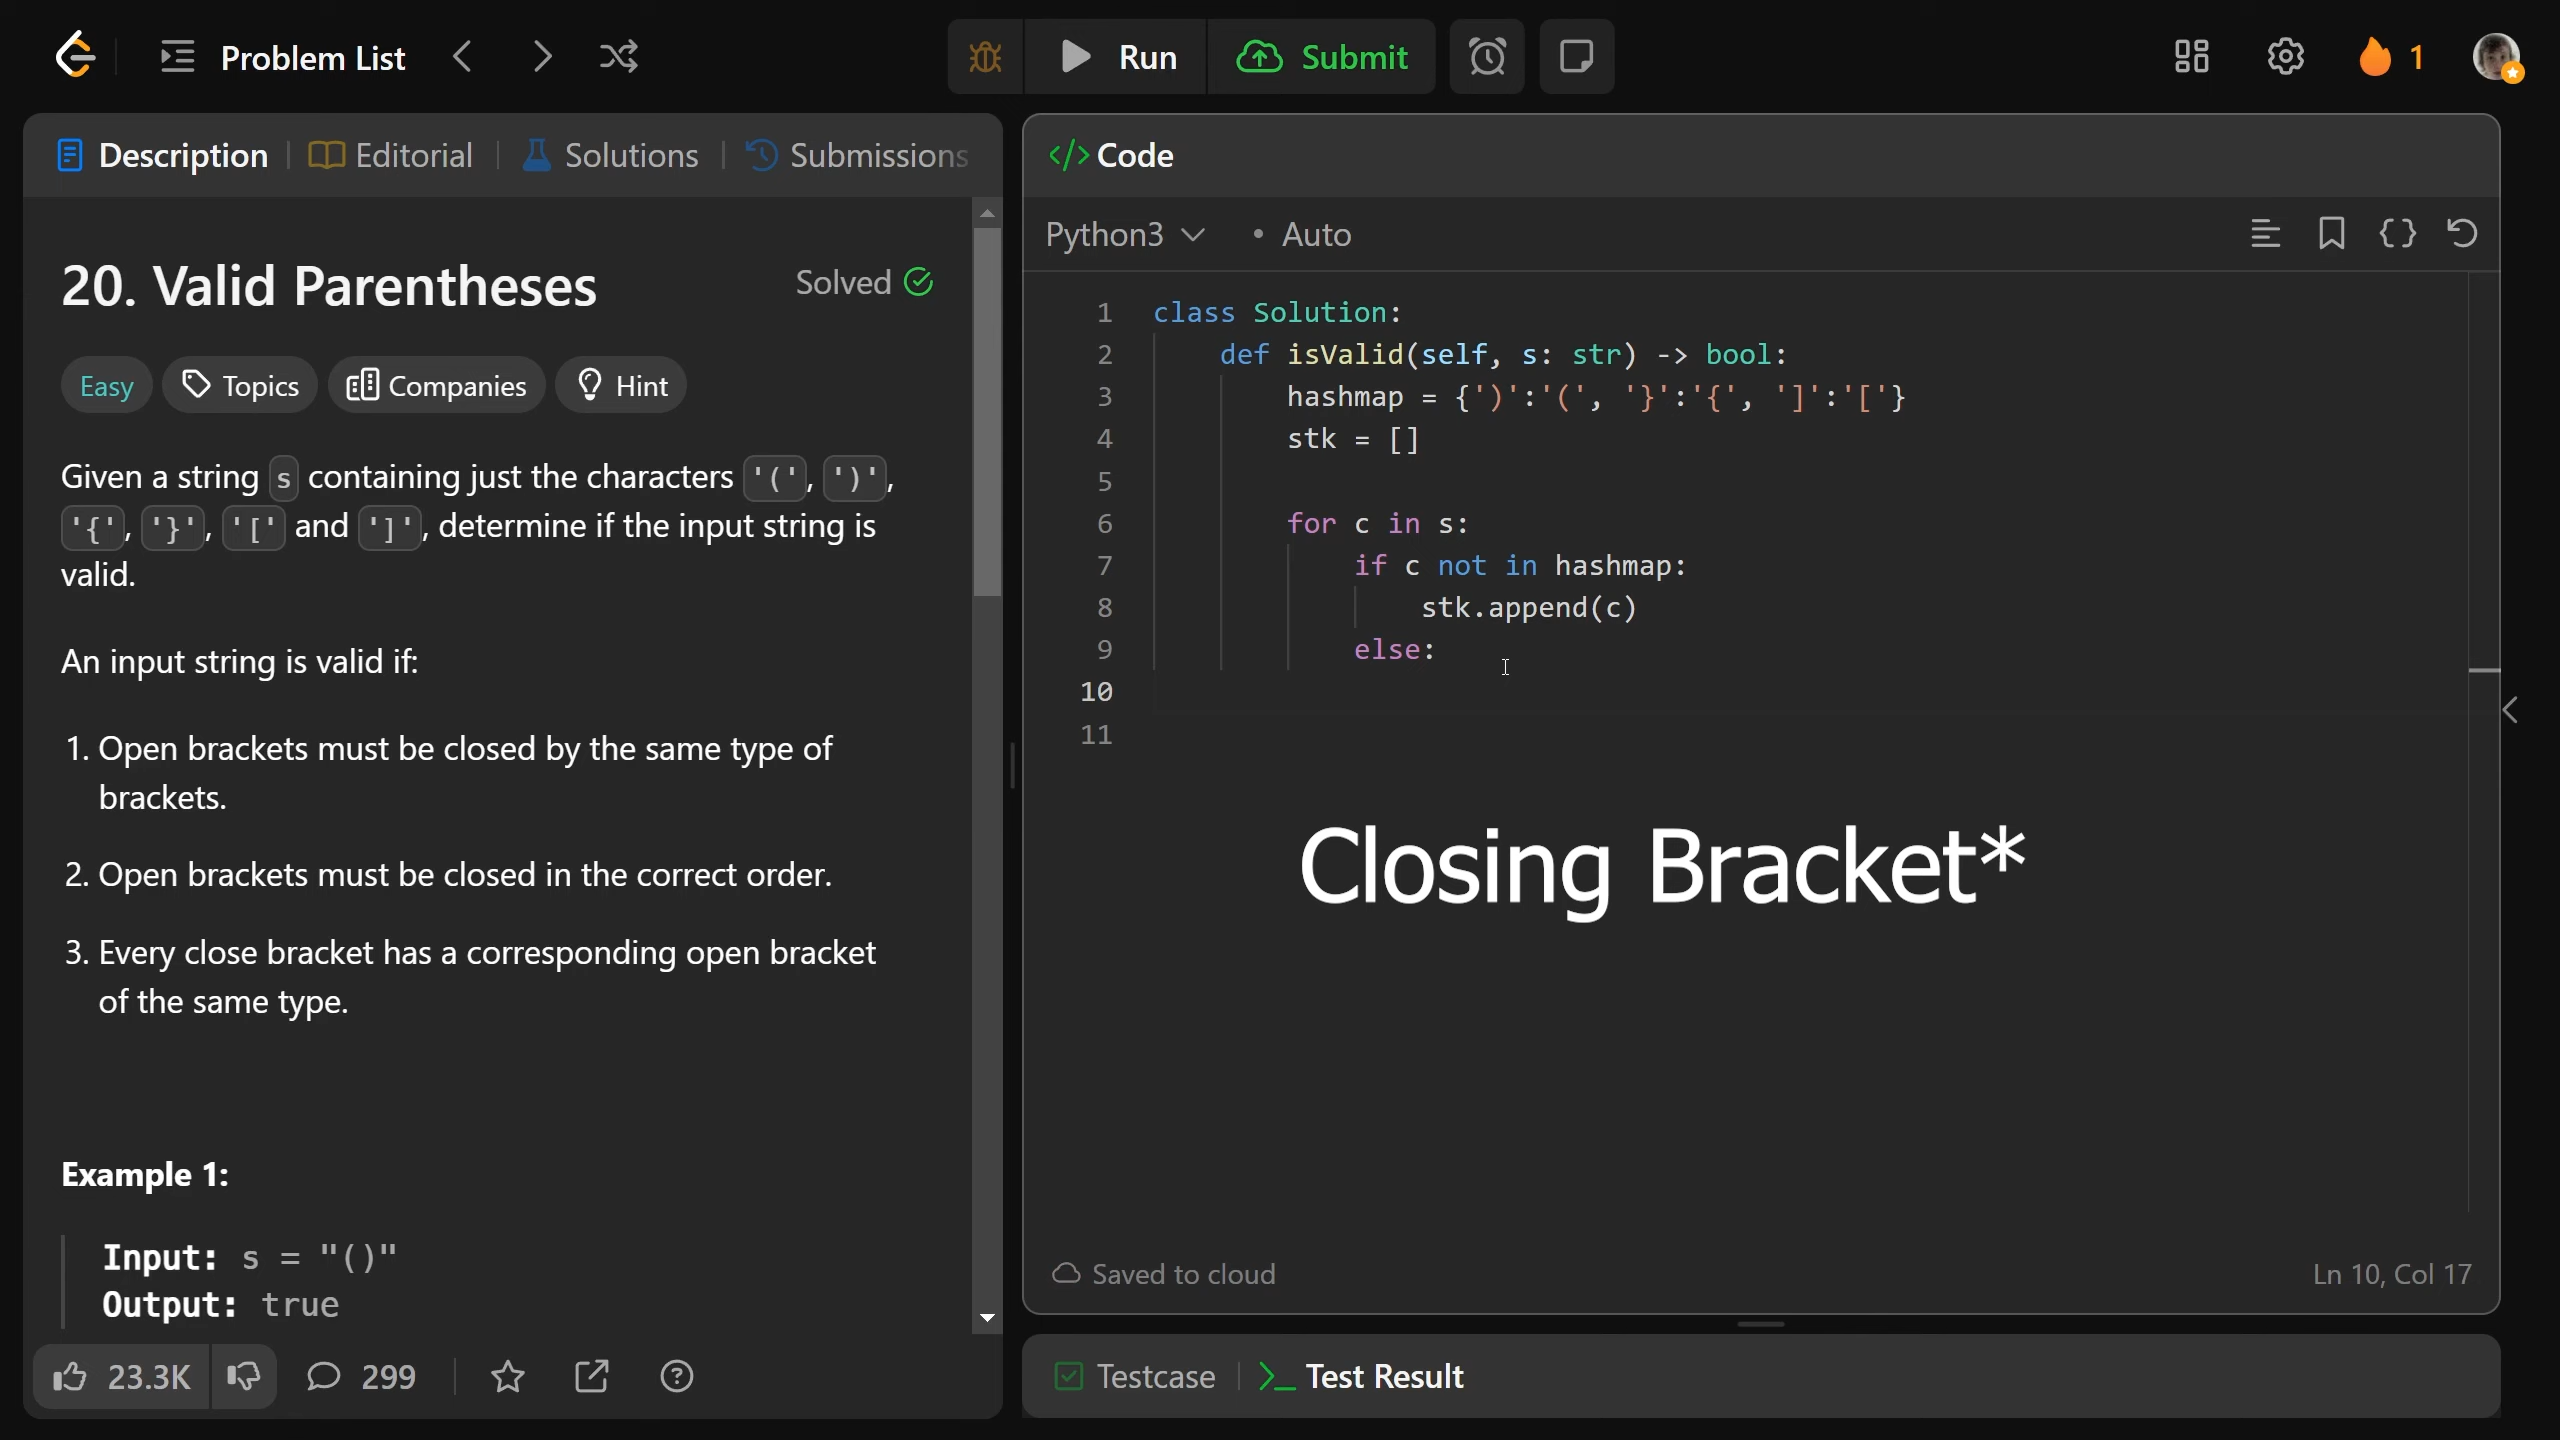 Problem List
Run
Submit
1
Description
Editorial
Solutions
Submissions
20. Valid Parentheses
Solved
Easy
Topics
Companies
Hint
Given a string s containing just the characters '(', ')',
'{', '}', '[' and ']', determine if the input string is
valid.
An input string is valid if:
1. Open brackets must be closed by the same type of
brackets.
2. Open brackets must be closed in the correct order.
3. Every close bracket has a corresponding open bracket
of the same type.
Example 1:
Input: s = "()"
Output: true
23.3K
299
</> Code
Python3
• Auto
1 class Solution:
2     def isValid(self, s: str) -> bool:
3         hashmap = {')':'(', '}':'{', ']':'['}
4         stk = []
5
6         for c in s:
7             if c not in hashmap:
8                 stk.append(c)
9             else:
10
11
Closing Bracket*
Saved to cloud
Ln 10, Col 17
Testcase
Test Result